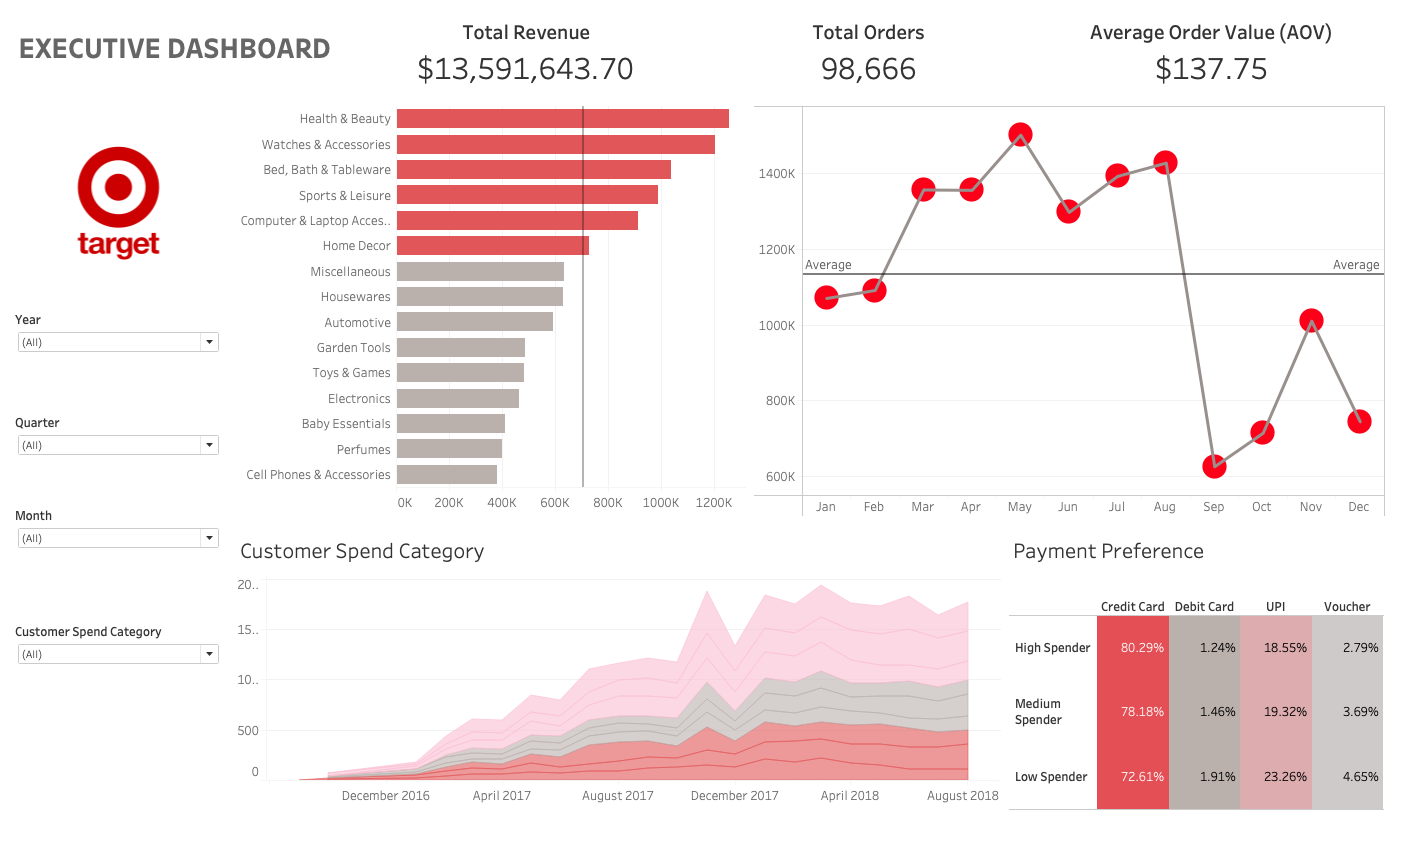 EXECUTIVE DASHBOARD
Total Revenue
$13,591,643.70
Total Orders
98,666
Average Order Value (AOV)
$137.75
target
Year
(All)
Quarter
(All)
Month
(All)
Customer Spend Category
(All)
Health & Beauty
Watches & Accessories
Bed, Bath & Tableware
Sports & Leisure
Computer & Laptop Acces..
Home Decor
Miscellaneous
Housewares
Automotive
Garden Tools
Toys & Games
Electronics
Baby Essentials
Perfumes
Cell Phones & Accessories
0K 200K 400K 600K 800K 1000K 1200K
1400K
1200K
Average Average
1000K
800K
600K
Jan Feb Mar Apr May Jun Jul Aug Sep Oct Nov Dec
Customer Spend Category
20..
15..
10..
500
0
December 2016 April 2017 August 2017 December 2017 April 2018 August 2018
Payment Preference
Credit Card Debit Card UPI Voucher
High Spender 80.29% 1.24% 18.55% 2.79%
Medium
Spender 78.18% 1.46% 19.32% 3.69%
Low Spender 72.61% 1.91% 23.26% 4.65%